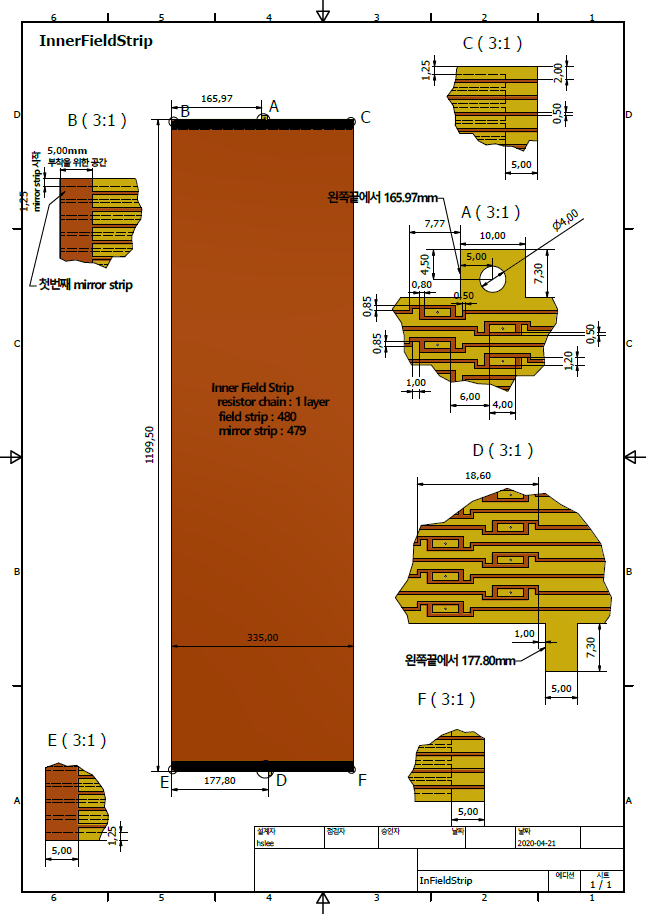 6 5 4 3 2 1
InnerFieldStrip
C ( 3:1 )
1,25
2,00
0,50
5,00
165,97
B
A
C
D
D
B ( 3:1 )
5,00mm
부착을 위한 공간
mirror strip 시작
1,25
첫번째 mirror strip
왼쪽끝에서 165.97mm
A ( 3:1 )
7,77
10,00
Ø4,00
5,00
4,50
7,30
0,80
0,50
0,85
0,85
0,50
1,20
1,00
6,00
4,00
C
C
Inner Field Strip
resistor chain : 1 layer
field strip : 480
mirror strip : 479
1199,50
D ( 3:1 )
18,60
B
B
1,00
7,30
왼쪽끝에서 177.80mm
5,00
335,00
F ( 3:1 )
5,00
E ( 3:1 )
1,25
5,00
E
D
F
177,80
A
A
설계자
점검자
승인자
날짜
날짜
hslee
2020-04-21
InFieldStrip
에디션
시트
1 / 1
6 5 4 3 2 1